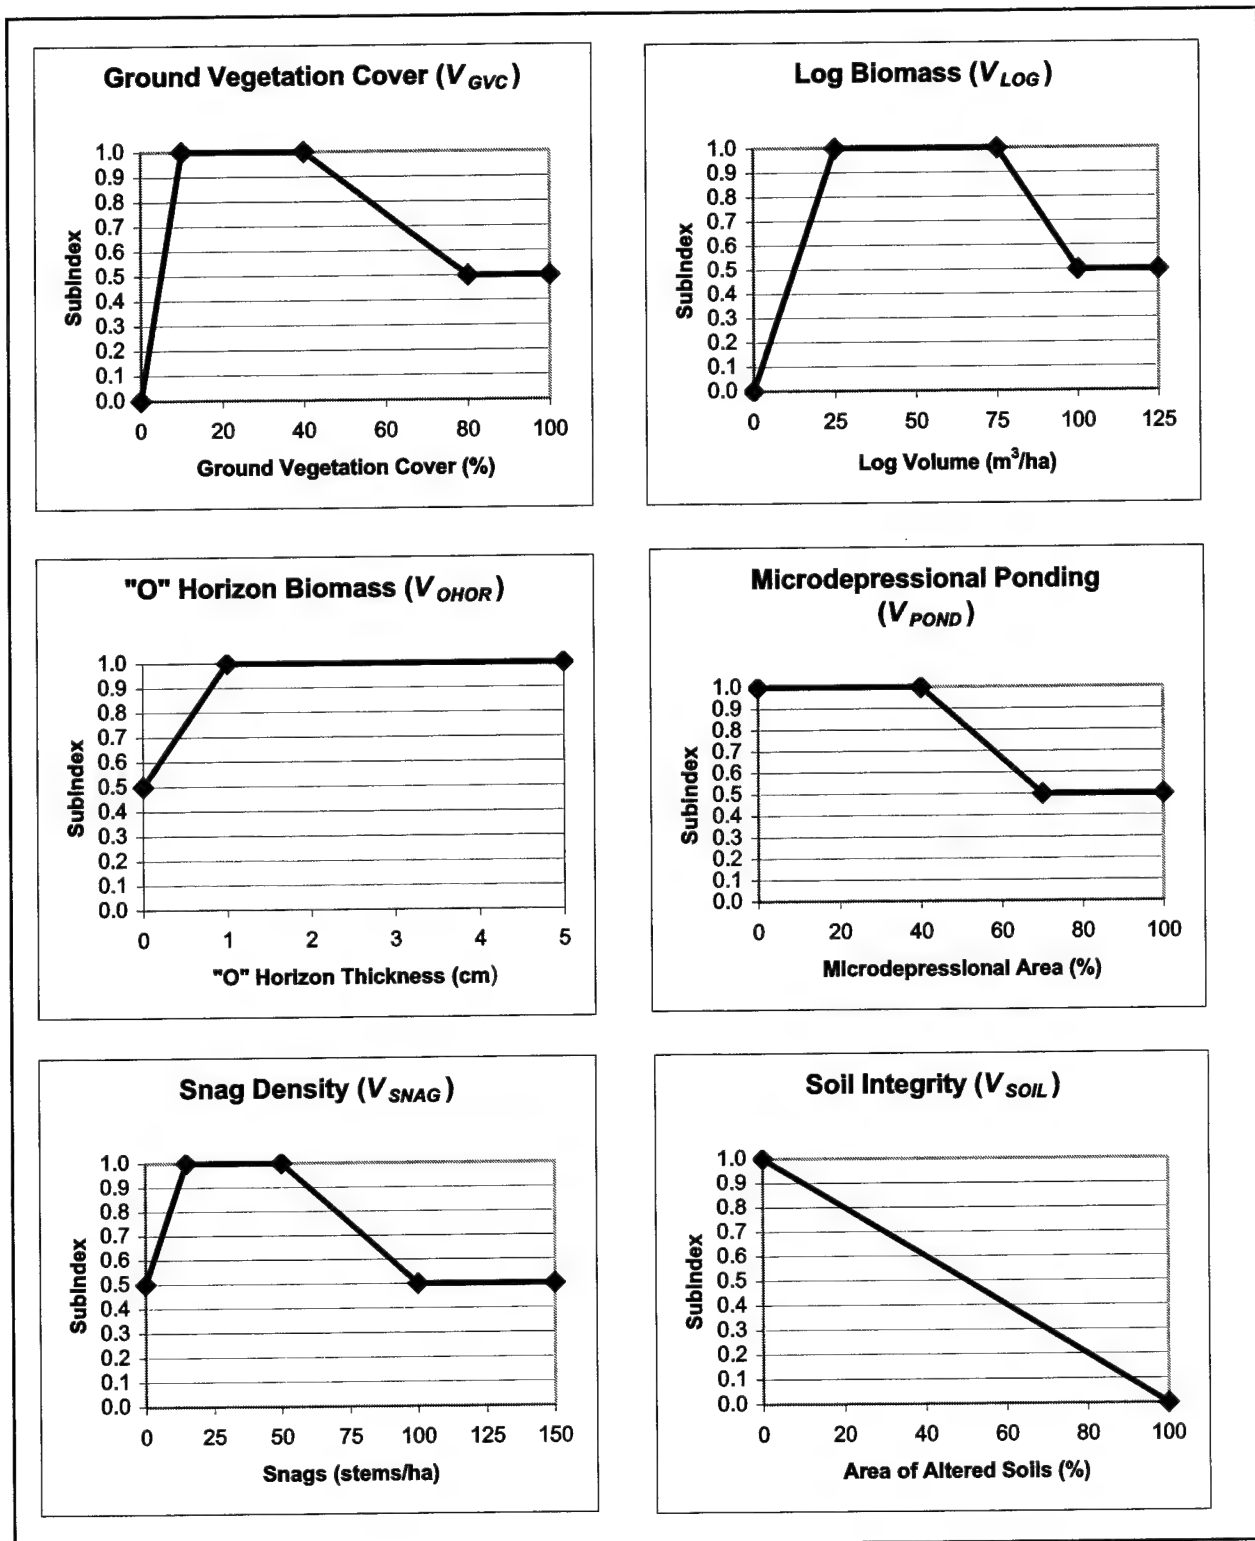 Ground Vegetation Cover (V GVC)
SubIndex
1.0
0.9
0.8
0.7
0.6
0.5
0.4
0.3
0.2
0.1
0.0
0 20 40 60 80 100
Ground Vegetation Cover (%)
Log Biomass (V LOG)
SubIndex
1.0
0.9
0.8
0.7
0.6
0.5
0.4
0.3
0.2
0.1
0.0
0 25 50 75 100 125
Log Volume (m³/ha)
"O" Horizon Biomass (V OHOR)
SubIndex
1.0
0.9
0.8
0.7
0.6
0.5
0.4
0.3
0.2
0.1
0.0
0 1 2 3 4 5
"O" Horizon Thickness (cm)
Microdepressional Ponding
(V POND)
SubIndex
1.0
0.9
0.8
0.7
0.6
0.5
0.4
0.3
0.2
0.1
0.0
0 20 40 60 80 100
Microdepressional Area (%)
Snag Density (V SNAG)
SubIndex
1.0
0.9
0.8
0.7
0.6
0.5
0.4
0.3
0.2
0.1
0.0
0 25 50 75 100 125 150
Snags (stems/ha)
Soil Integrity (V SOIL)
SubIndex
1.0
0.9
0.8
0.7
0.6
0.5
0.4
0.3
0.2
0.1
0.0
0 20 40 60 80 100
Area of Altered Soils (%)